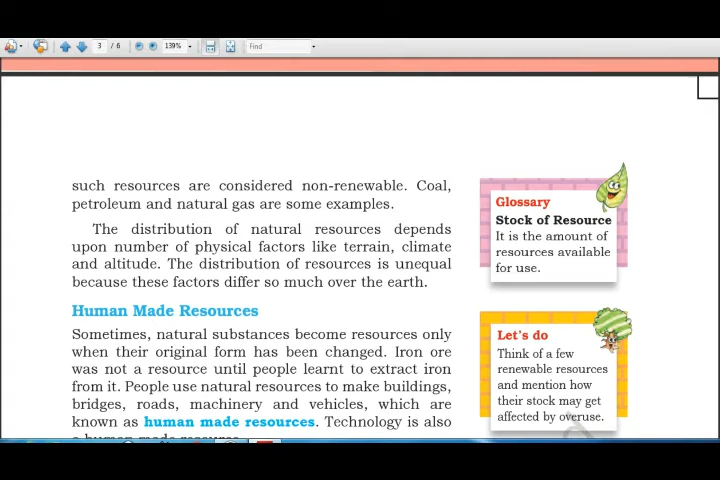 3 / 6
139%
Find
such resources are considered non-renewable. Coal,
petroleum and natural gas are some examples.
The distribution of natural resources depends
upon number of physical factors like terrain, climate
and altitude. The distribution of resources is unequal
because these factors differ so much over the earth.
Human Made Resources
Sometimes, natural substances become resources only
when their original form has been changed. Iron ore
was not a resource until people learnt to extract iron
from it. People use natural resources to make buildings,
bridges, roads, machinery and vehicles, which are
known as human made resources. Technology is also
a human made resource.
Glossary
Stock of Resource
It is the amount of
resources available
for use.
Let's do
Think of a few
renewable resources
and mention how
their stock may get
affected by overuse.